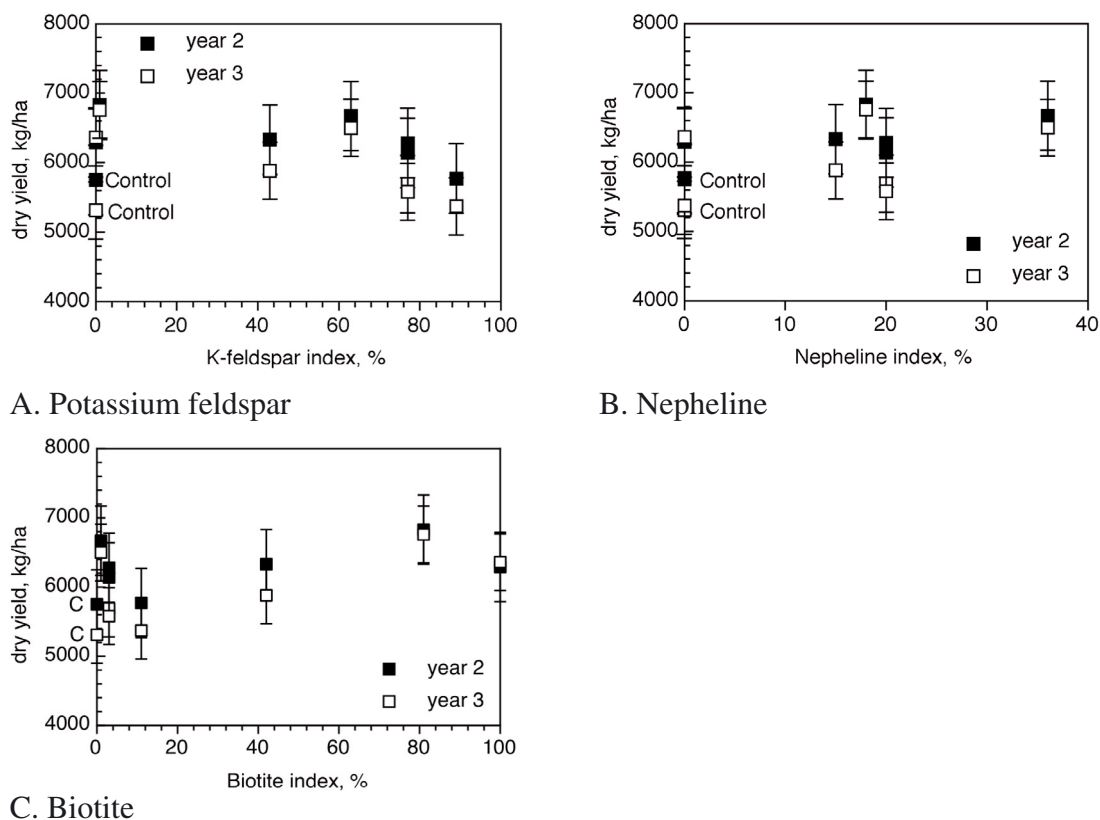 8000
7000
6000
5000
4000
dry yield, kg/ha
year 2
year 3
Control
Control
0
20
40
60
80
100
K-feldspar index, %
A. Potassium feldspar
8000
7000
6000
5000
4000
dry yield, kg/ha
Control
Control
year 2
year 3
0
10
20
30
40
Nepheline index, %
B. Nepheline
8000
7000
6000
5000
4000
dry yield, kg/ha
C
C
year 2
year 3
0
20
40
60
80
100
Biotite index, %
C. Biotite